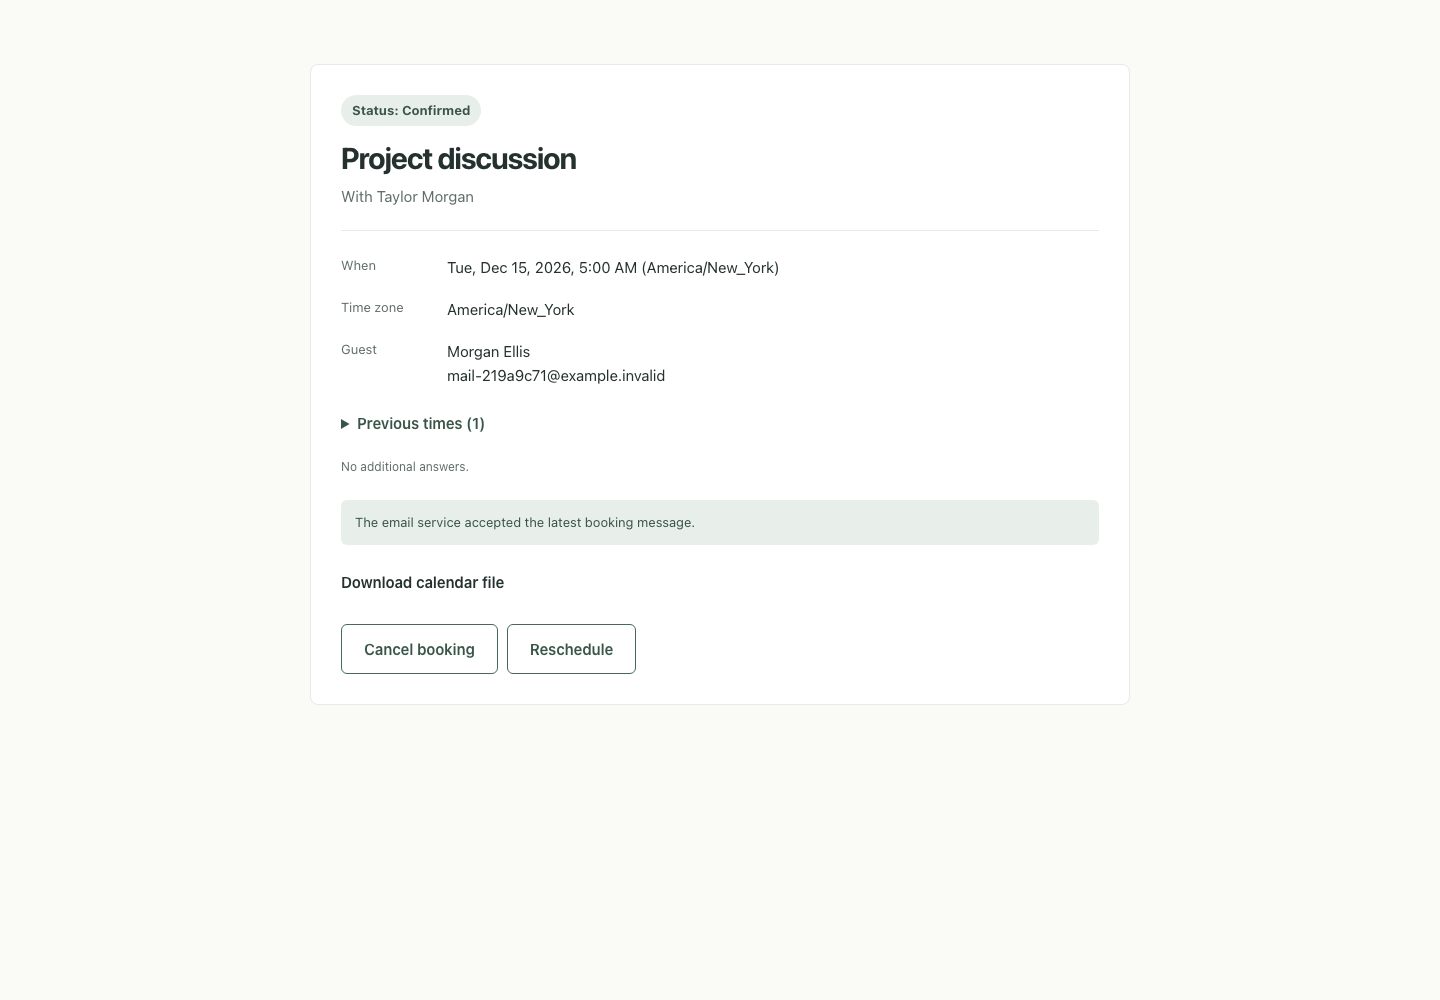 Status: Confirmed
Project discussion
With Taylor Morgan
When
Tue, Dec 15, 2026, 5:00 AM (America/New_York)
Time zone
America/New_York
Guest
Morgan Ellis
mail-219a9c71@example.invalid
Previous times (1)
No additional answers.
The email service accepted the latest booking message.
Download calendar file
Cancel booking
Reschedule